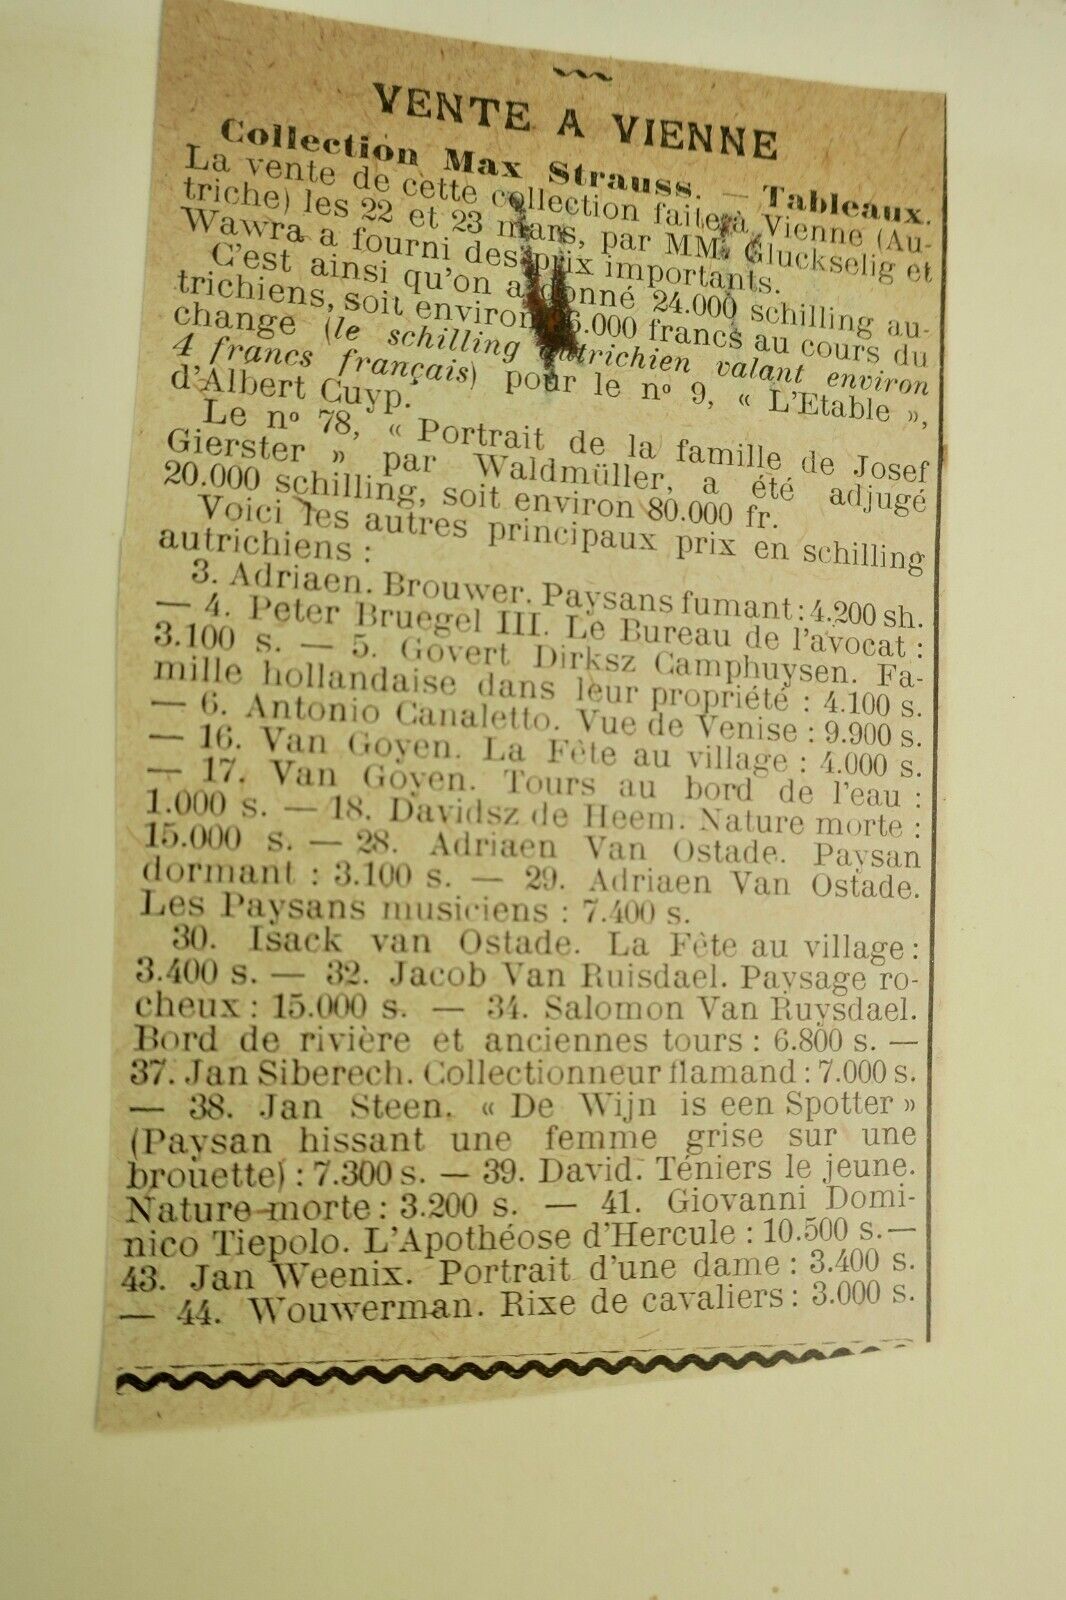 VENTE A VIENNE
Collection Max Strauss. — Tableaux.
La vente de cette collection faite à Vienne (Au-
triche) les 22 et 23 mars, par MM. Gluckselig et
Wawra a fourni des prix importants.
C'est ainsi qu'on a donné 24.000 schilling au-
trichiens, soit environ 6.000 francs au cours du
change (le schilling autrichien valant environ
4 francs français) pour le nº 9, « L'Etable »,
d'Albert Cuyp.
Le nº 78, « Portrait de la famille de Josef
Gierster » par Waldmüller, a été adjugé
20.000 schilling, soit environ 80.000 fr.
Voici les autres principaux prix en schilling
autrichiens :
3. Adriaen. Brouwer. Paysans fumant : 4.200 sh.
— 4. Peter Bruegel III. Le Bureau de l'avocat :
3.100 s. — 5. Govert Dirksz Camphuysen. Fa-
mille hollandaise dans leur propriété : 4.100 s.
— 6. Antonio Canaletto. Vue de Venise : 9.900 s.
— 16. Van Goyen. La Fête au village : 4.000 s.
— 17. Van Goyen. Tours au bord de l'eau :
1.000 s. — 18. Davidsz de Heem. Nature morte :
15.000 s. — 28. Adriaen Van Ostade. Paysan
dormant : 3.100 s. — 29. Adriaen Van Ostade.
Les Paysans musiciens : 7.400 s.
30. Isack van Ostade. La Fête au village :
3.400 s. — 32. Jacob Van Ruisdael. Paysage ro-
cheux : 15.000 s. — 34. Salomon Van Ruysdael.
Bord de rivière et anciennes tours : 6.800 s. —
37. Jan Siberech. Collectionneur flamand : 7.000 s.
— 38. Jan Steen. « De Wijn is een Spotter »
(Paysan hissant une femme grise sur une
brouette) : 7.300 s. — 39. David. Téniers le jeune.
Nature morte : 3.200 s. — 41. Giovanni Domi-
nico Tiepolo. L'Apothéose d'Hercule : 10.500 s. —
43. Jan Weenix. Portrait d'une dame : 3.400 s.
— 44. Wouwerman. Rixe de cavaliers : 3.000 s.